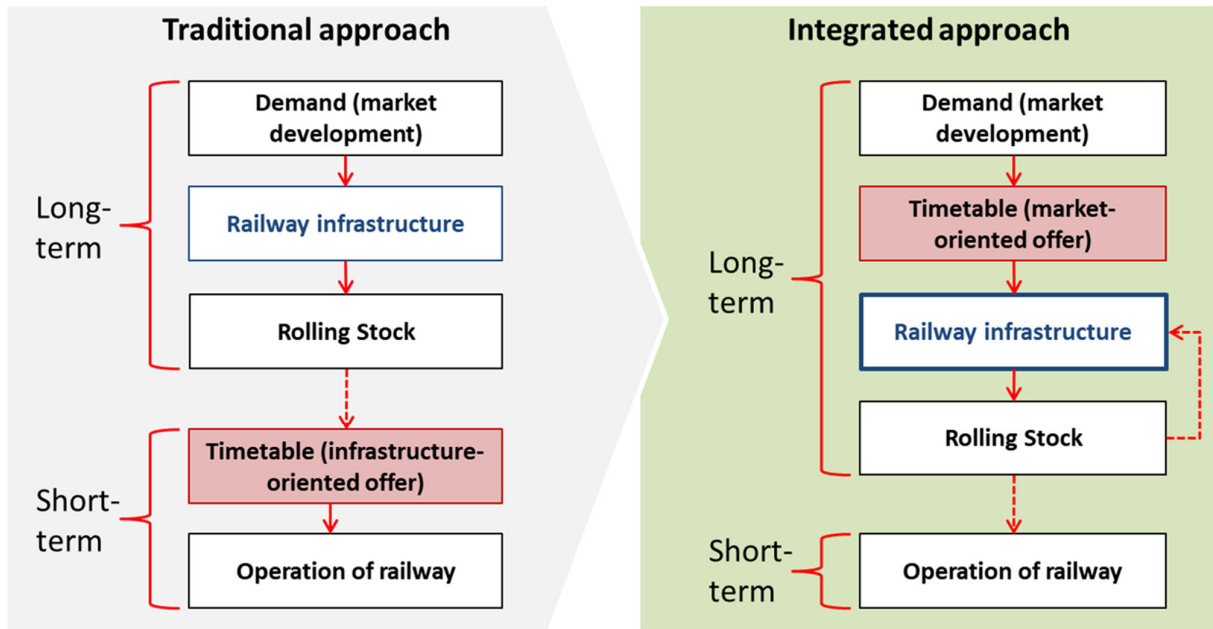 Traditional approach
Demand (market
development)
Railway infrastructure
Rolling Stock
Long-
term
Timetable (infrastructure-
oriented offer)
Operation of railway
Short-
term
Integrated approach
Demand (market
development)
Timetable (market-
oriented offer)
Railway infrastructure
Rolling Stock
Long-
term
Operation of railway
Short-
term